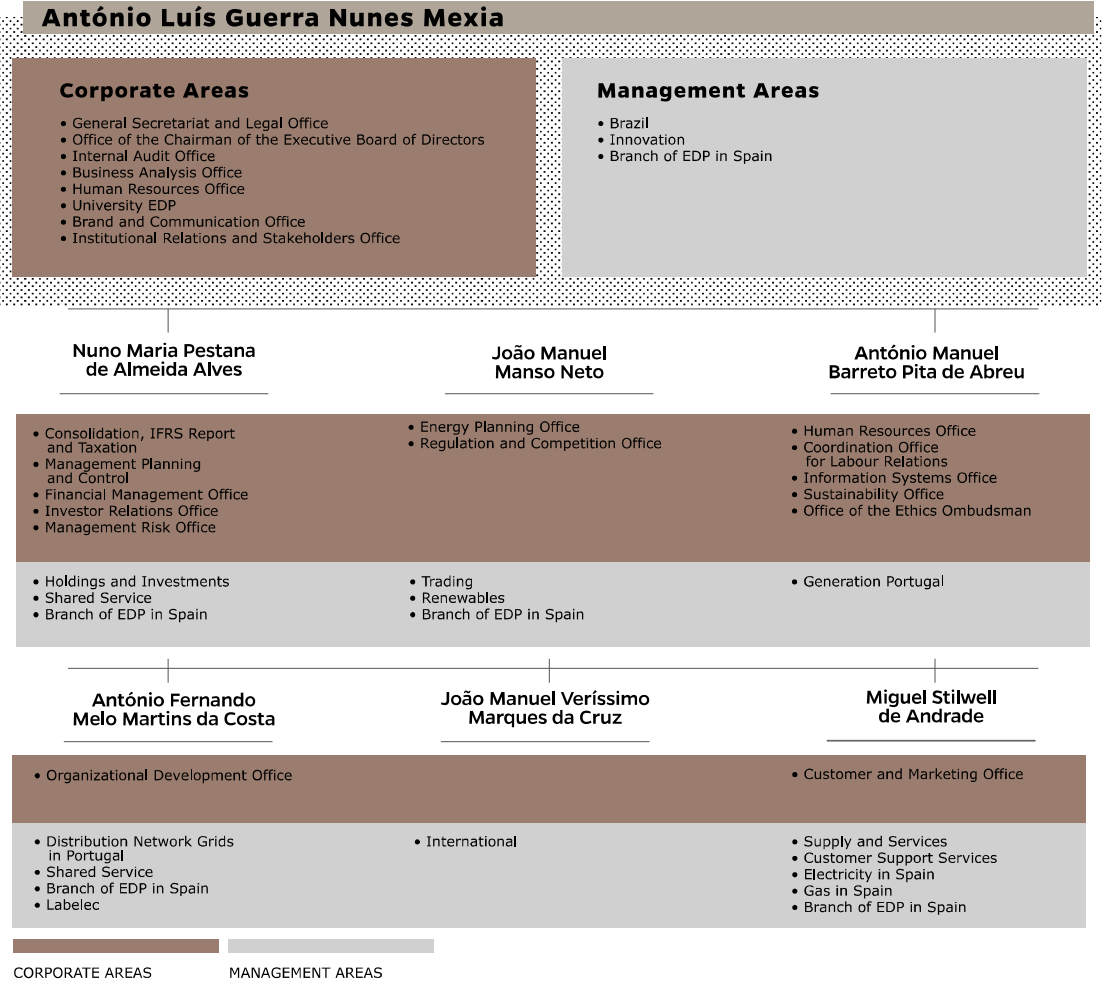 António Luís Guerra Nunes Mexia
Corporate Areas
• General Secretariat and Legal Office
• Office of the Chairman of the Executive Board of Directors
• Internal Audit Office
• Business Analysis Office
• Human Resources Office
• University EDP
• Brand and Communication Office
• Institutional Relations and Stakeholders Office
Management Areas
• Brazil
• Innovation
• Branch of EDP in Spain
Nuno Maria Pestana
de Almeida Alves
• Consolidation, IFRS Report
and Taxation
• Management Planning
and Control
• Financial Management Office
• Investor Relations Office
• Management Risk Office
• Holdings and Investments
• Shared Service
• Branch of EDP in Spain
João Manuel
Manso Neto
• Energy Planning Office
• Regulation and Competition Office
• Trading
• Renewables
• Branch of EDP in Spain
António Manuel
Barreto Pita de Abreu
• Human Resources Office
• Coordination Office
for Labour Relations
• Information Systems Office
• Sustainability Office
• Office of the Ethics Ombudsman
• Generation Portugal
António Fernando
Melo Martins da Costa
• Organizational Development Office
• Distribution Network Grids
in Portugal
• Shared Service
• Branch of EDP in Spain
• Labelec
João Manuel Veríssimo
Marques da Cruz
• International
Miguel Stilwell
de Andrade
• Customer and Marketing Office
• Supply and Services
• Customer Support Services
• Electricity in Spain
• Gas in Spain
• Branch of EDP in Spain
CORPORATE AREAS
MANAGEMENT AREAS